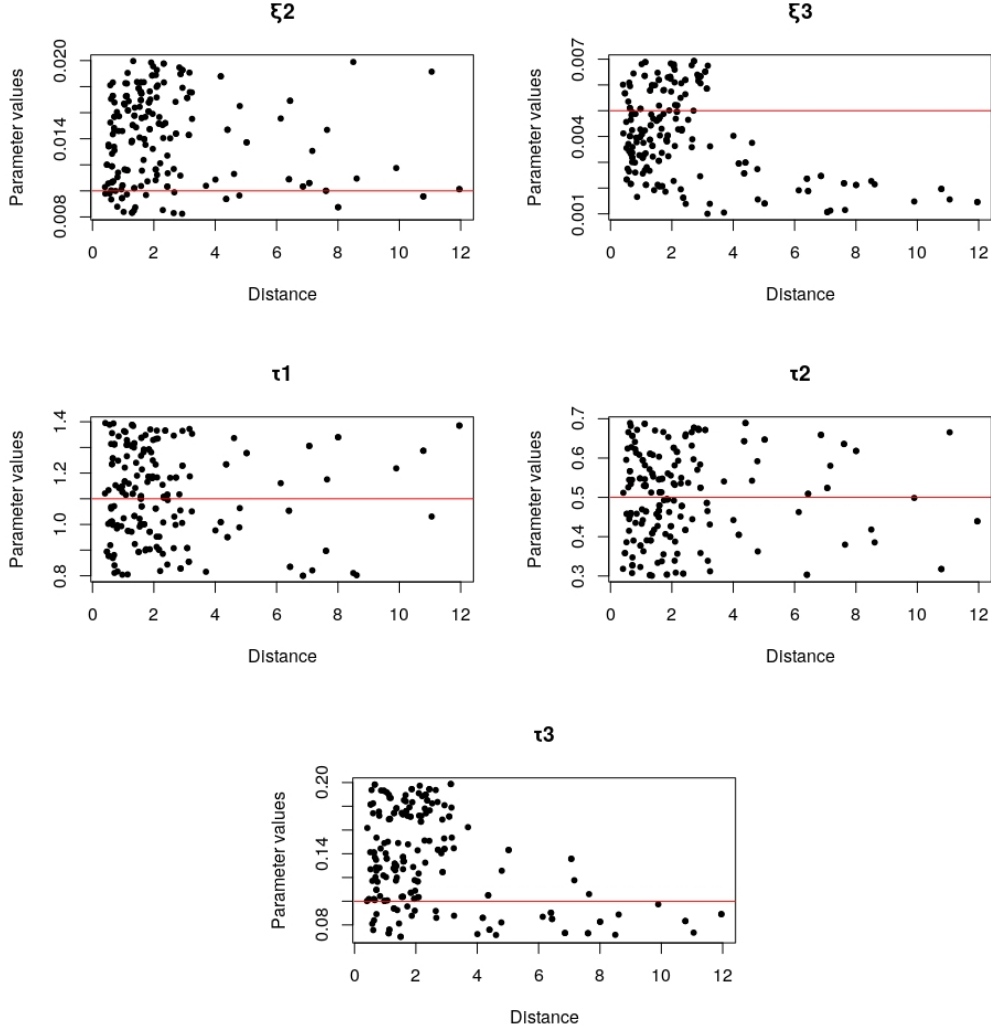 ξ2
Parameter values
0.008 0.014 0.020
0 2 4 6 8 10 12
Distance
ξ3
Parameter values
0.001 0.004 0.007
0 2 4 6 8 10 12
Distance
τ1
Parameter values
0.8 1.0 1.2 1.4
0 2 4 6 8 10 12
Distance
τ2
Parameter values
0.3 0.4 0.5 0.6 0.7
0 2 4 6 8 10 12
Distance
τ3
Parameter values
0.08 0.14 0.20
0 2 4 6 8 10 12
Distance